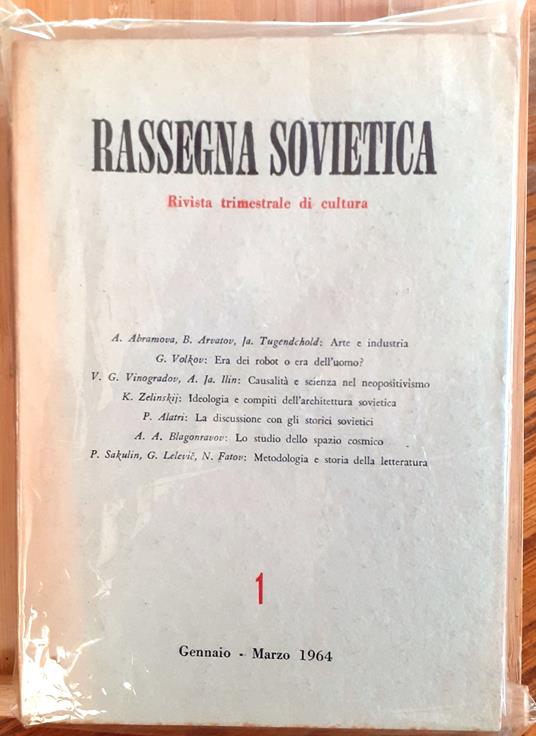 RASSEGNA SOVIETICA
Rivista trimestrale di cultura
A. Abramova, B. Arvatov, Ja. Tugendchold: Arte e industria
G. Volkov: Era dei robot o era dell'uomo?
V. G. Vinogradov, A. Ja. Ilin: Causalità e scienza nel neopositivismo
K. Zelinskij: Ideologia e compiti dell'architettura sovietica
P. Alatri: La discussione con gli storici sovietici
A. A. Blagonravov: Lo studio dello spazio cosmico
P. Sakulin, G. Lelevič, N. Fatov: Metodologia e storia della letteratura
1
Gennaio - Marzo 1964